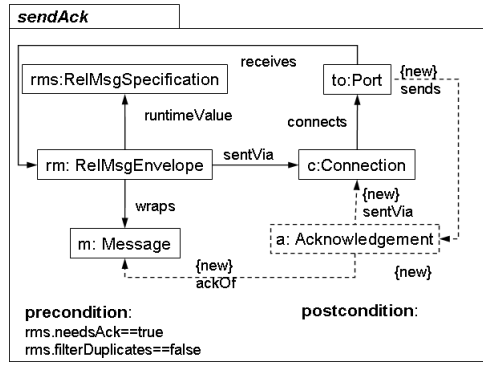 sendAck
receives
rms:RelMsgSpecification
to:Port
{new}
sends
runtimeValue
connects
rm: RelMsgEnvelope
sentVia
c:Connection
wraps
{new}
sentVia
m: Message
a: Acknowledgement
{new}
ackOf
{new}
precondition:
postcondition:
rms.needsAck==true
rms.filterDuplicates==false